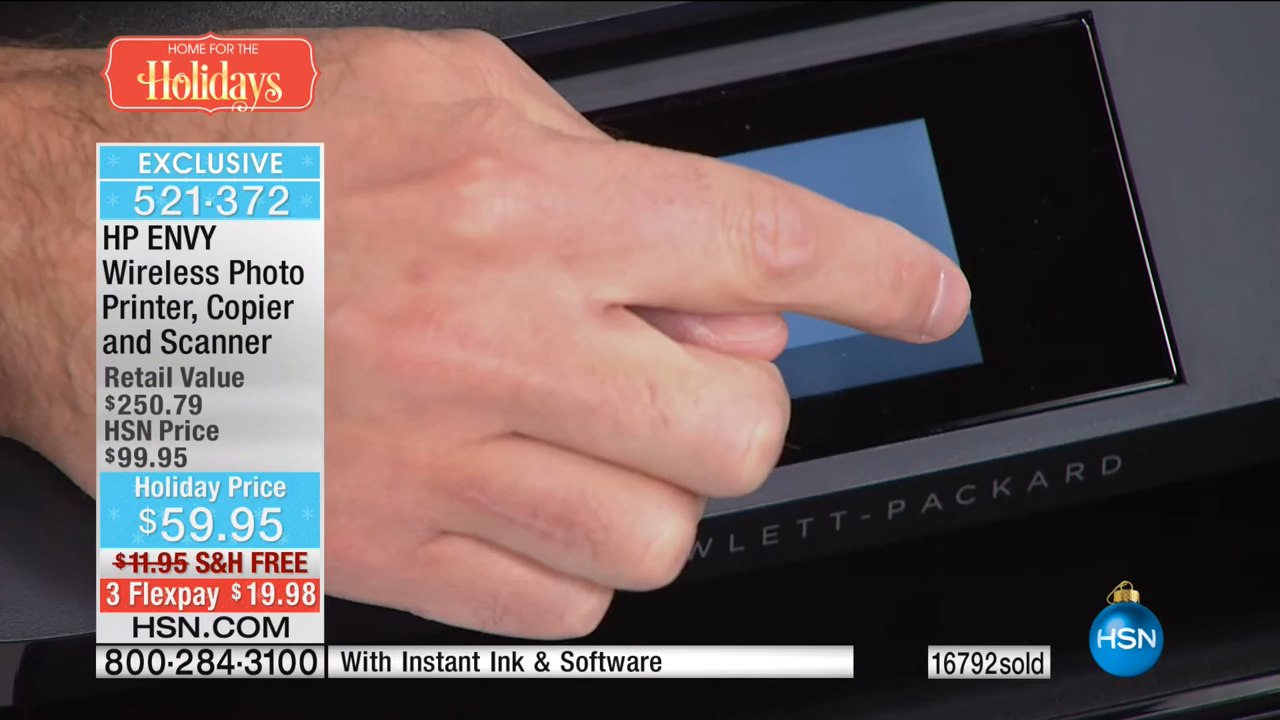 HOME FOR THE
Holidays
EXCLUSIVE
521·372
HP ENVY
Wireless Photo
Printer, Copier
and Scanner
Retail Value
$250.79
HSN Price
$99.95
Holiday Price
$59.95
$11.95 S&H FREE
3 Flexpay $19.98
HSN.COM
800·284·3100
With Instant Ink & Software
16792sold
HSN
WLETT-PACKARD